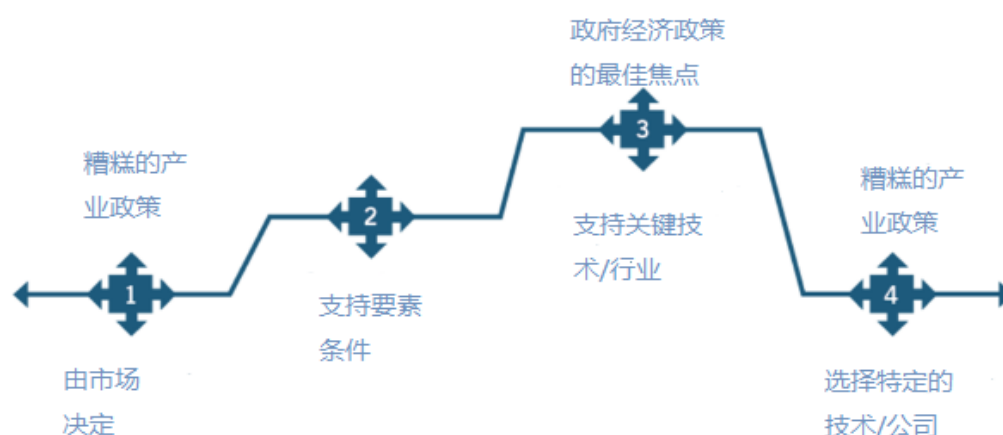 政府经济政策
的最佳焦点
3
糟糕的产
业政策
糟糕的产
业政策
2
支持关键技
术/行业
1
4
支持要素
条件
由市场
决定
选择特定的
技术/公司